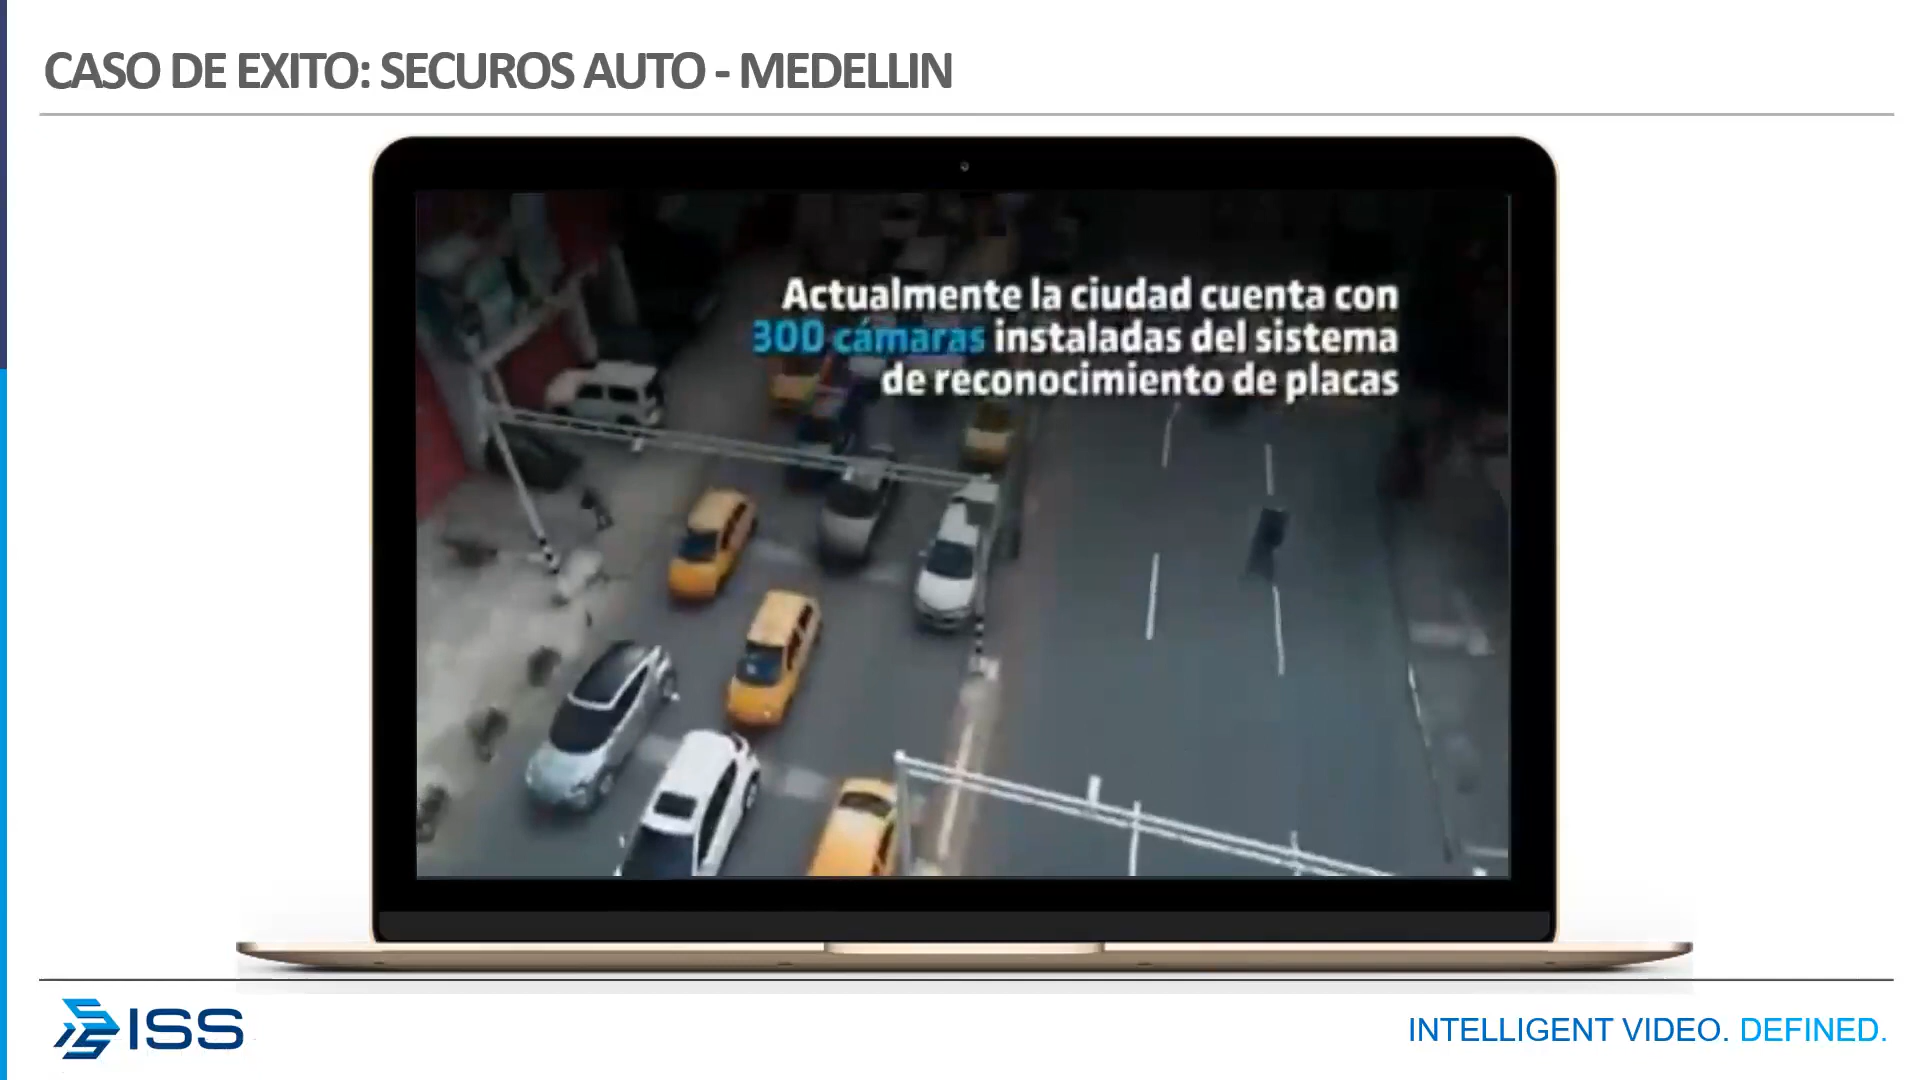 CASO DE EXITO: SECUROS AUTO - MEDELLIN
Actualmente la ciudad cuenta con
300 cámaras instaladas del sistema
de reconocimiento de placas
ISS
INTELLIGENT VIDEO. DEFINED.